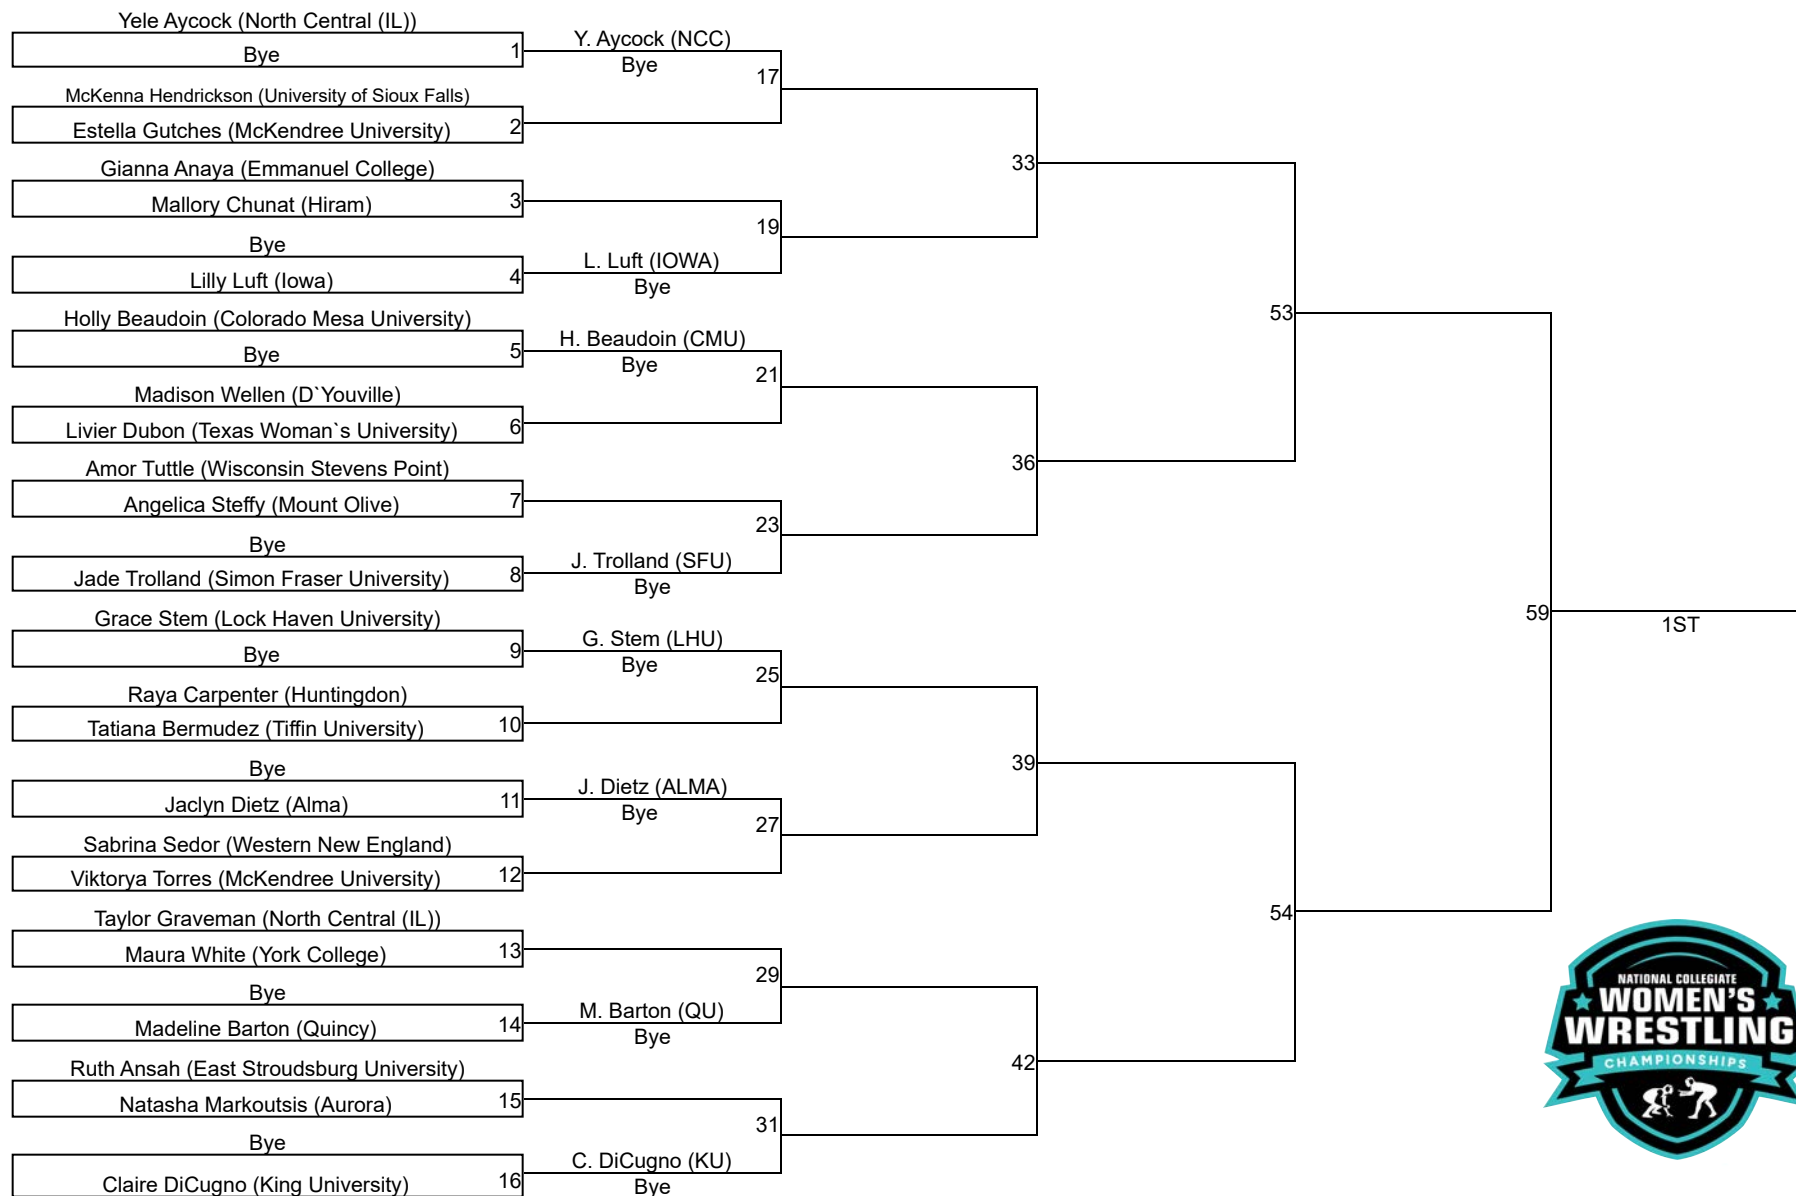 Yele Aycock (North Central (IL))
Bye
1
McKenna Hendrickson (University of Sioux Falls)
Estella Gutches (McKendree University)
2
Gianna Anaya (Emmanuel College)
Mallory Chunat (Hiram)
3
Bye
Lilly Luft (Iowa)
4
Holly Beaudoin (Colorado Mesa University)
Bye
5
Madison Wellen (D`Youville)
Livier Dubon (Texas Woman`s University)
6
Amor Tuttle (Wisconsin Stevens Point)
Angelica Steffy (Mount Olive)
7
Bye
Jade Trolland (Simon Fraser University)
8
Grace Stem (Lock Haven University)
Bye
9
Raya Carpenter (Huntingdon)
Tatiana Bermudez (Tiffin University)
10
Bye
Jaclyn Dietz (Alma)
11
Sabrina Sedor (Western New England)
Viktorya Torres (McKendree University)
12
Taylor Graveman (North Central (IL))
Maura White (York College)
13
Bye
Madeline Barton (Quincy)
14
Ruth Ansah (East Stroudsburg University)
Natasha Markoutsis (Aurora)
15
Bye
Claire DiCugno (King University)
16
Y. Aycock (NCC)
Bye
17
19
L. Luft (IOWA)
Bye
H. Beaudoin (CMU)
Bye
21
23
J. Trolland (SFU)
Bye
G. Stem (LHU)
Bye
25
J. Dietz (ALMA)
Bye
27
29
M. Barton (QU)
Bye
31
C. DiCugno (KU)
Bye
33
36
39
42
53
54
59
1ST
NATIONAL COLLEGIATE
WOMEN'S
WRESTLING
CHAMPIONSHIPS